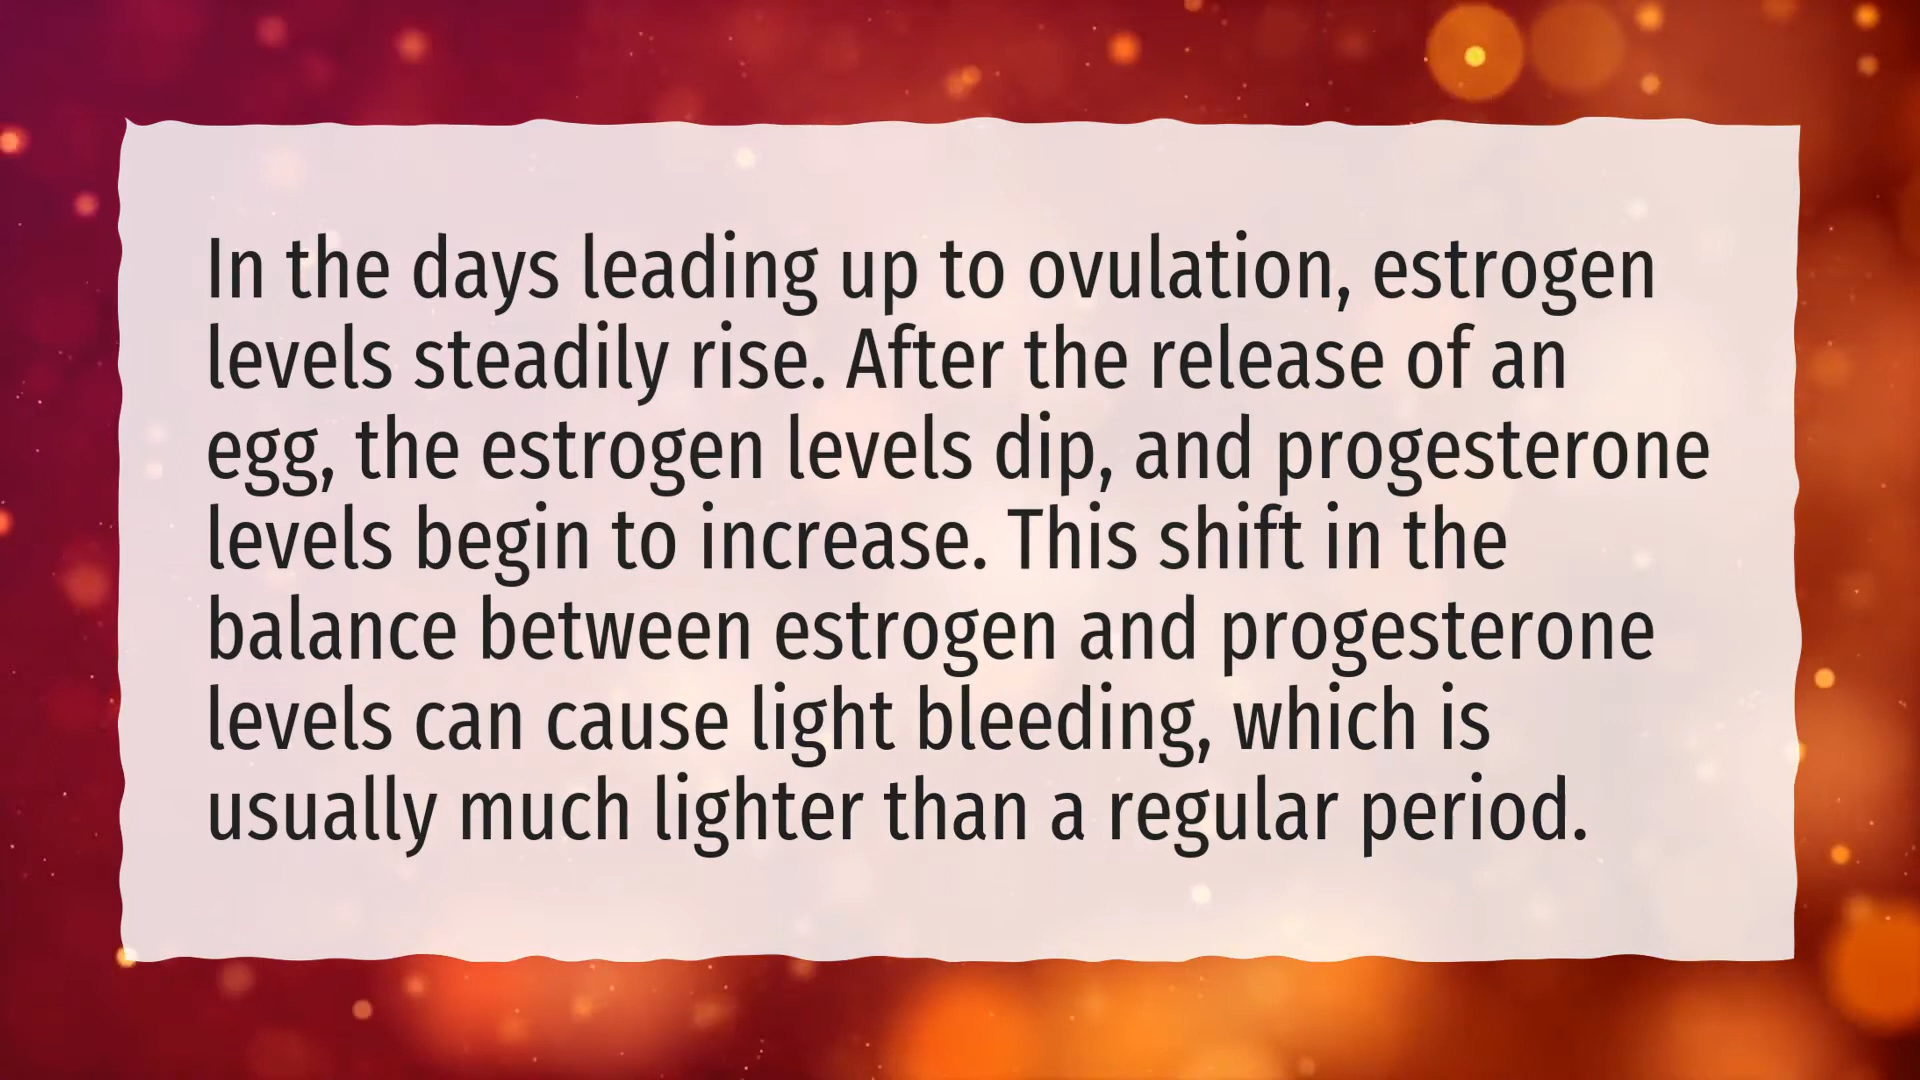 In the days leading up to ovulation, estrogen
levels steadily rise. After the release of an
egg, the estrogen levels dip, and progesterone
levels begin to increase. This shift in the
balance between estrogen and progesterone
levels can cause light bleeding, which is
usually much lighter than a regular period.